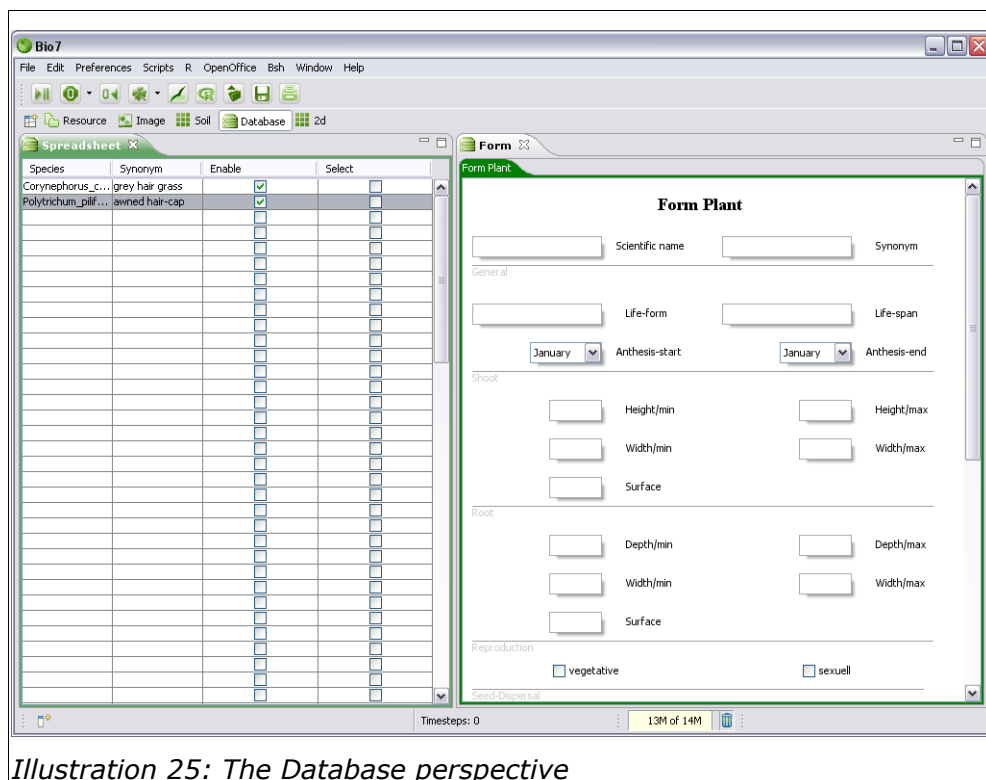 Bio7
File Edit Preferences Scripts R OpenOffice Bsh Window Help
Resource Image Soil Database 2d
Spreadsheet
Species Synonym Enable Select
Corynephorus_c... grey hair grass
Polytrichum_pilif... awned hair-cap
Form
Form Plant
Form Plant
Scientific name Synonym
General
Life-form Life-span
January Anthesis-start January Anthesis-end
Shoot
Height/min Height/max
Width/min Width/max
Surface
Root
Depth/min Depth/max
Width/min Width/max
Surface
Reproduction
vegetative sexuell
Seed-Dispersal
Timesteps: 0 13M of 14M
Illustration 25: The Database perspective